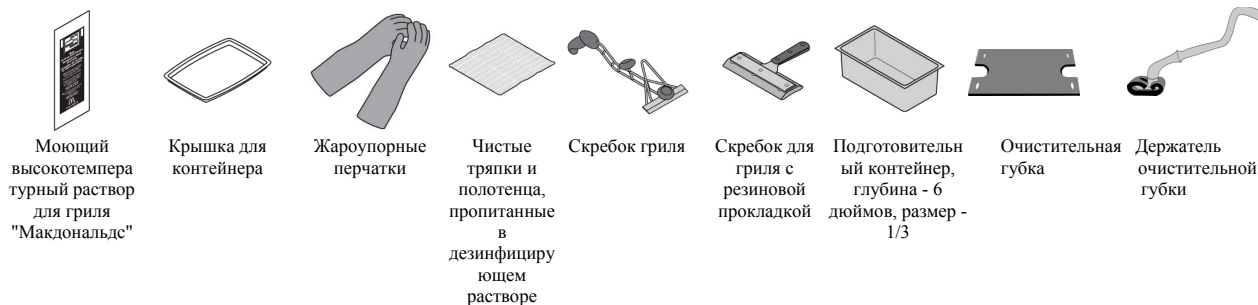 Моющий
высокотемпера
турный раствор
для гриля
"Макдональдс"
Крышка для
контейнера
Жароупорные
перчатки
Чистые
тряпки и
полотенца,
пропитанные
в
дезинфициру
ющем
растворе
Скребок гриля
Скребок для
гриля с
резиновой
прокладкой
Подготовительн
ый контейнер,
глубина - 6
дюймов, размер -
1/3
Очистительная
губка
Держатель
очистительной
губки